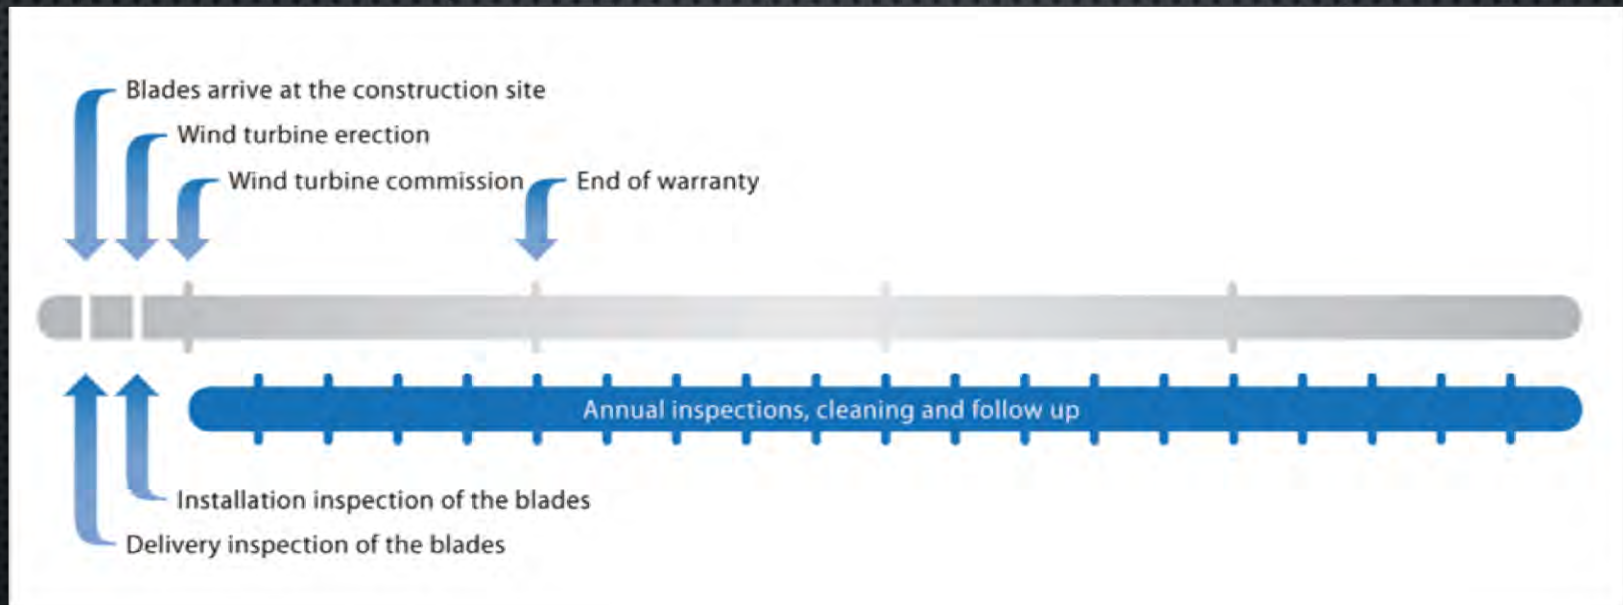 Blades arrive at the construction site
Wind turbine erection
Wind turbine commission
End of warranty
Annual inspections, cleaning and follow up
Installation inspection of the blades
Delivery inspection of the blades